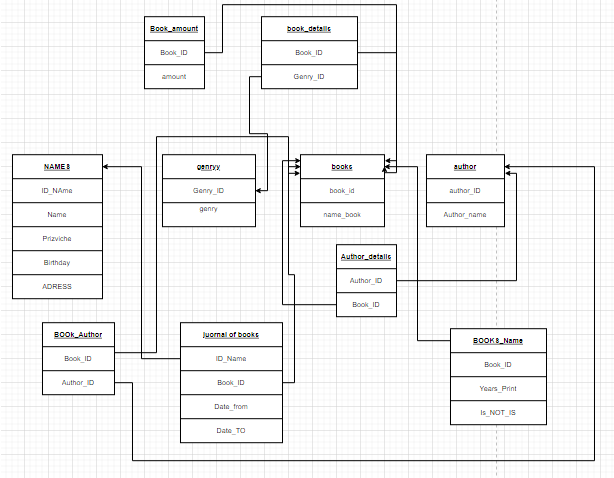 Book_amount
Book_ID
amount
book_details
Book_ID
Genry_ID
NAMES
ID_NAme
Name
Prizviche
Birthday
ADRESS
genryy
Genry_ID
genry
books
book_id
name_book
author
author_ID
Author_name
Author_details
Author_ID
Book_ID
BOOk_Author
Book_ID
Author_ID
juornal of books
ID_Name
Book_ID
Date_from
Date_TO
BOOKS_Name
Book_ID
Years_Print
Is_NOT_IS